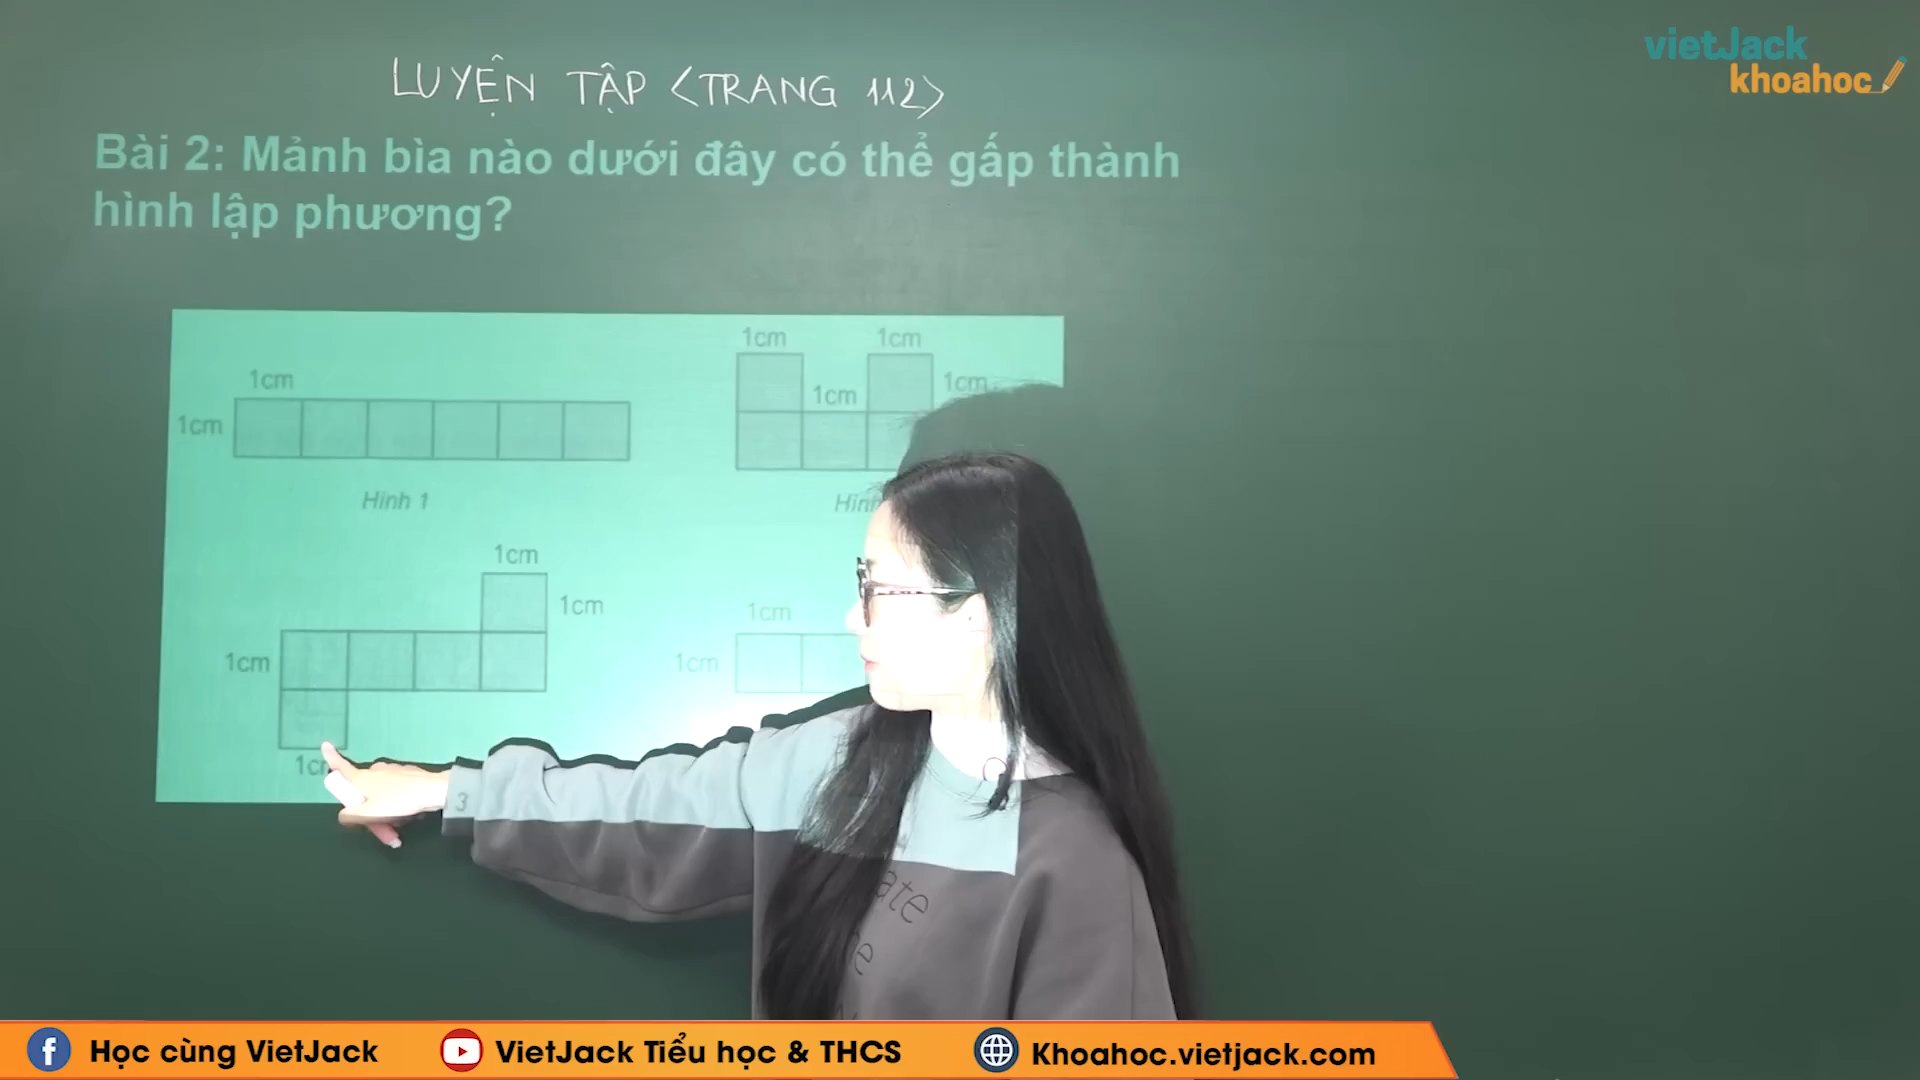 vietJack
khoahoc
LUYỆN TẬP <TRANG 112>
Bài 2: Mảnh bìa nào dưới đây có thể gấp thành
hình lập phương?
1cm 1cm
1cm 1cm 1cm
1cm
Hình 1
1cm
1cm
1cm
1cm
1cm
3
Học cùng VietJack
VietJack Tiểu học & THCS
Khoahoc.vietjack.com